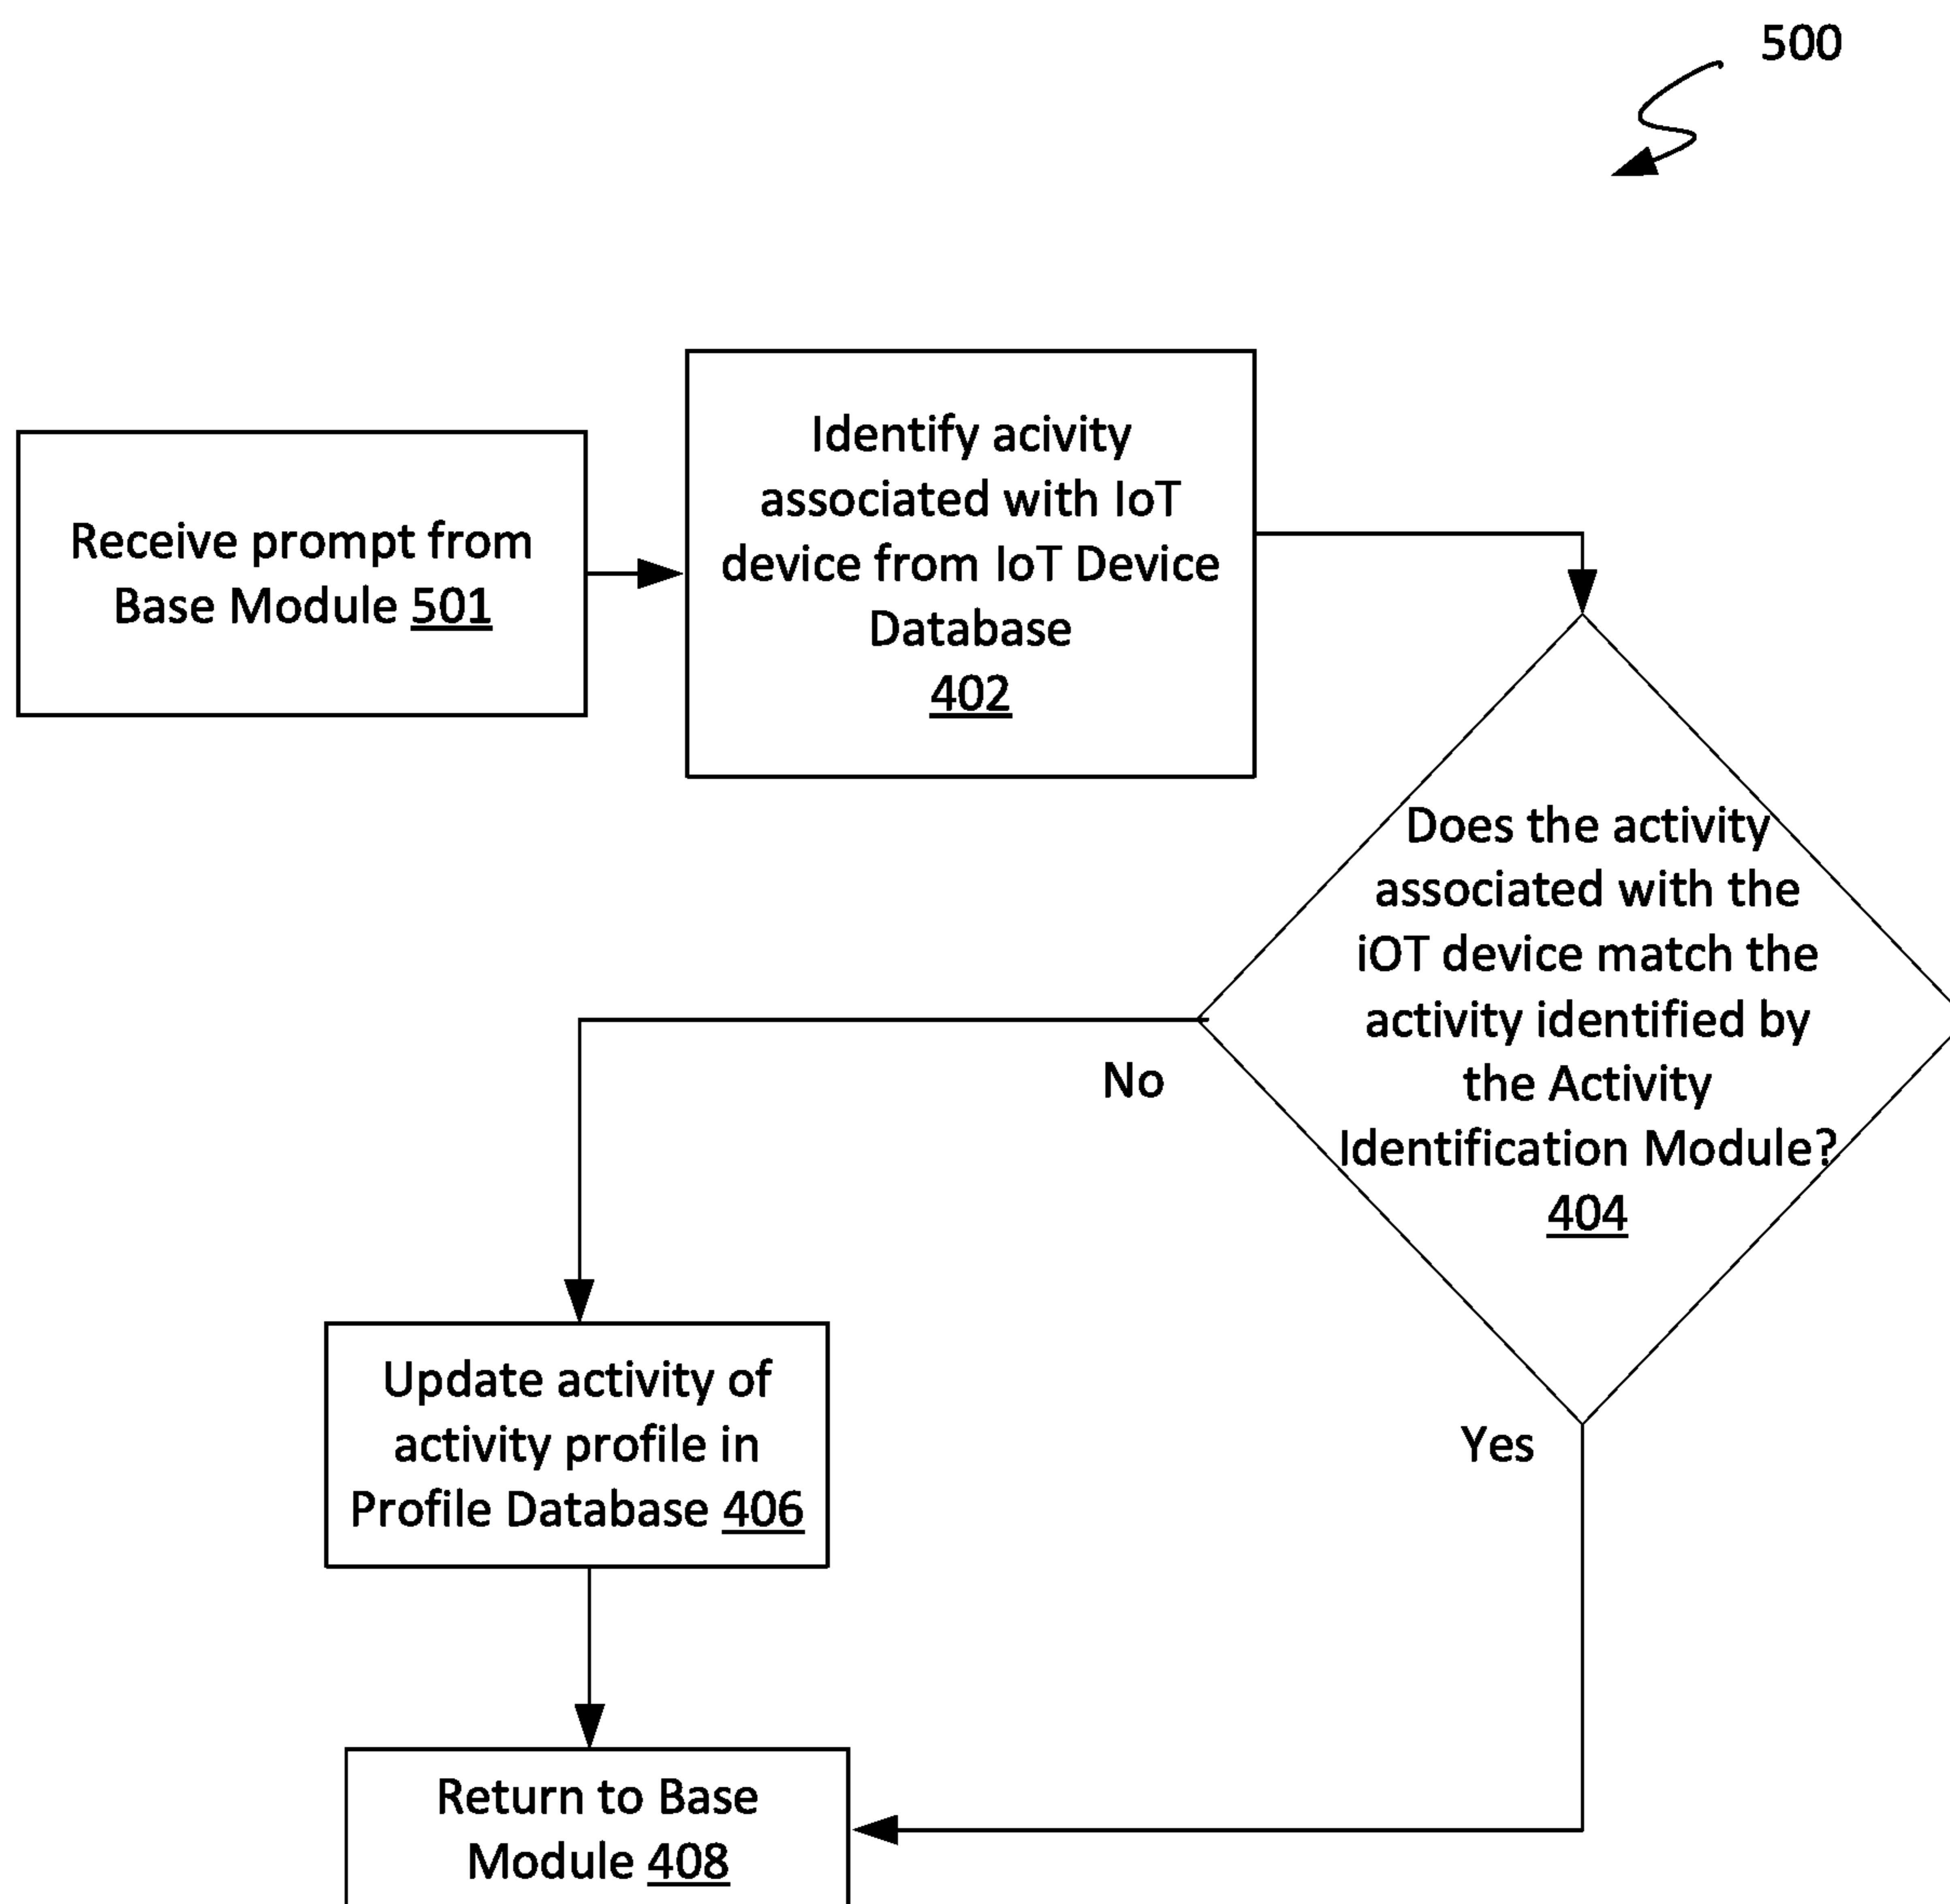 500
Receive prompt from
Base Module 501
Identify acivity
associated with IoT
device from IoT Device
Database
402
Does the activity
associated with the
iOT device match the
activity identified by
the Activity
Identification Module?
404
No
Yes
Update activity of
activity profile in
Profile Database 406
Return to Base
Module 408